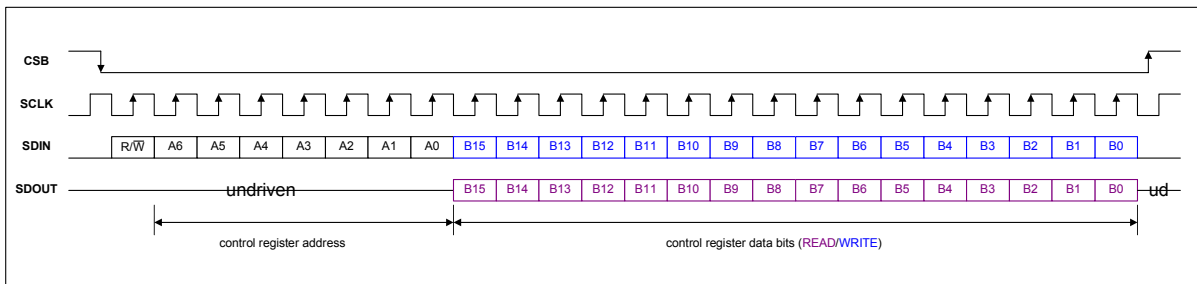 CSB
SCLK
SDIN R/W̅ A6 A5 A4 A3 A2 A1 A0 B15 B14 B13 B12 B11 B10 B9 B8 B7 B6 B5 B4 B3 B2 B1 B0
SDOUT undriven B15 B14 B13 B12 B11 B10 B9 B8 B7 B6 B5 B4 B3 B2 B1 B0 ud
control register address control register data bits (READ/WRITE)